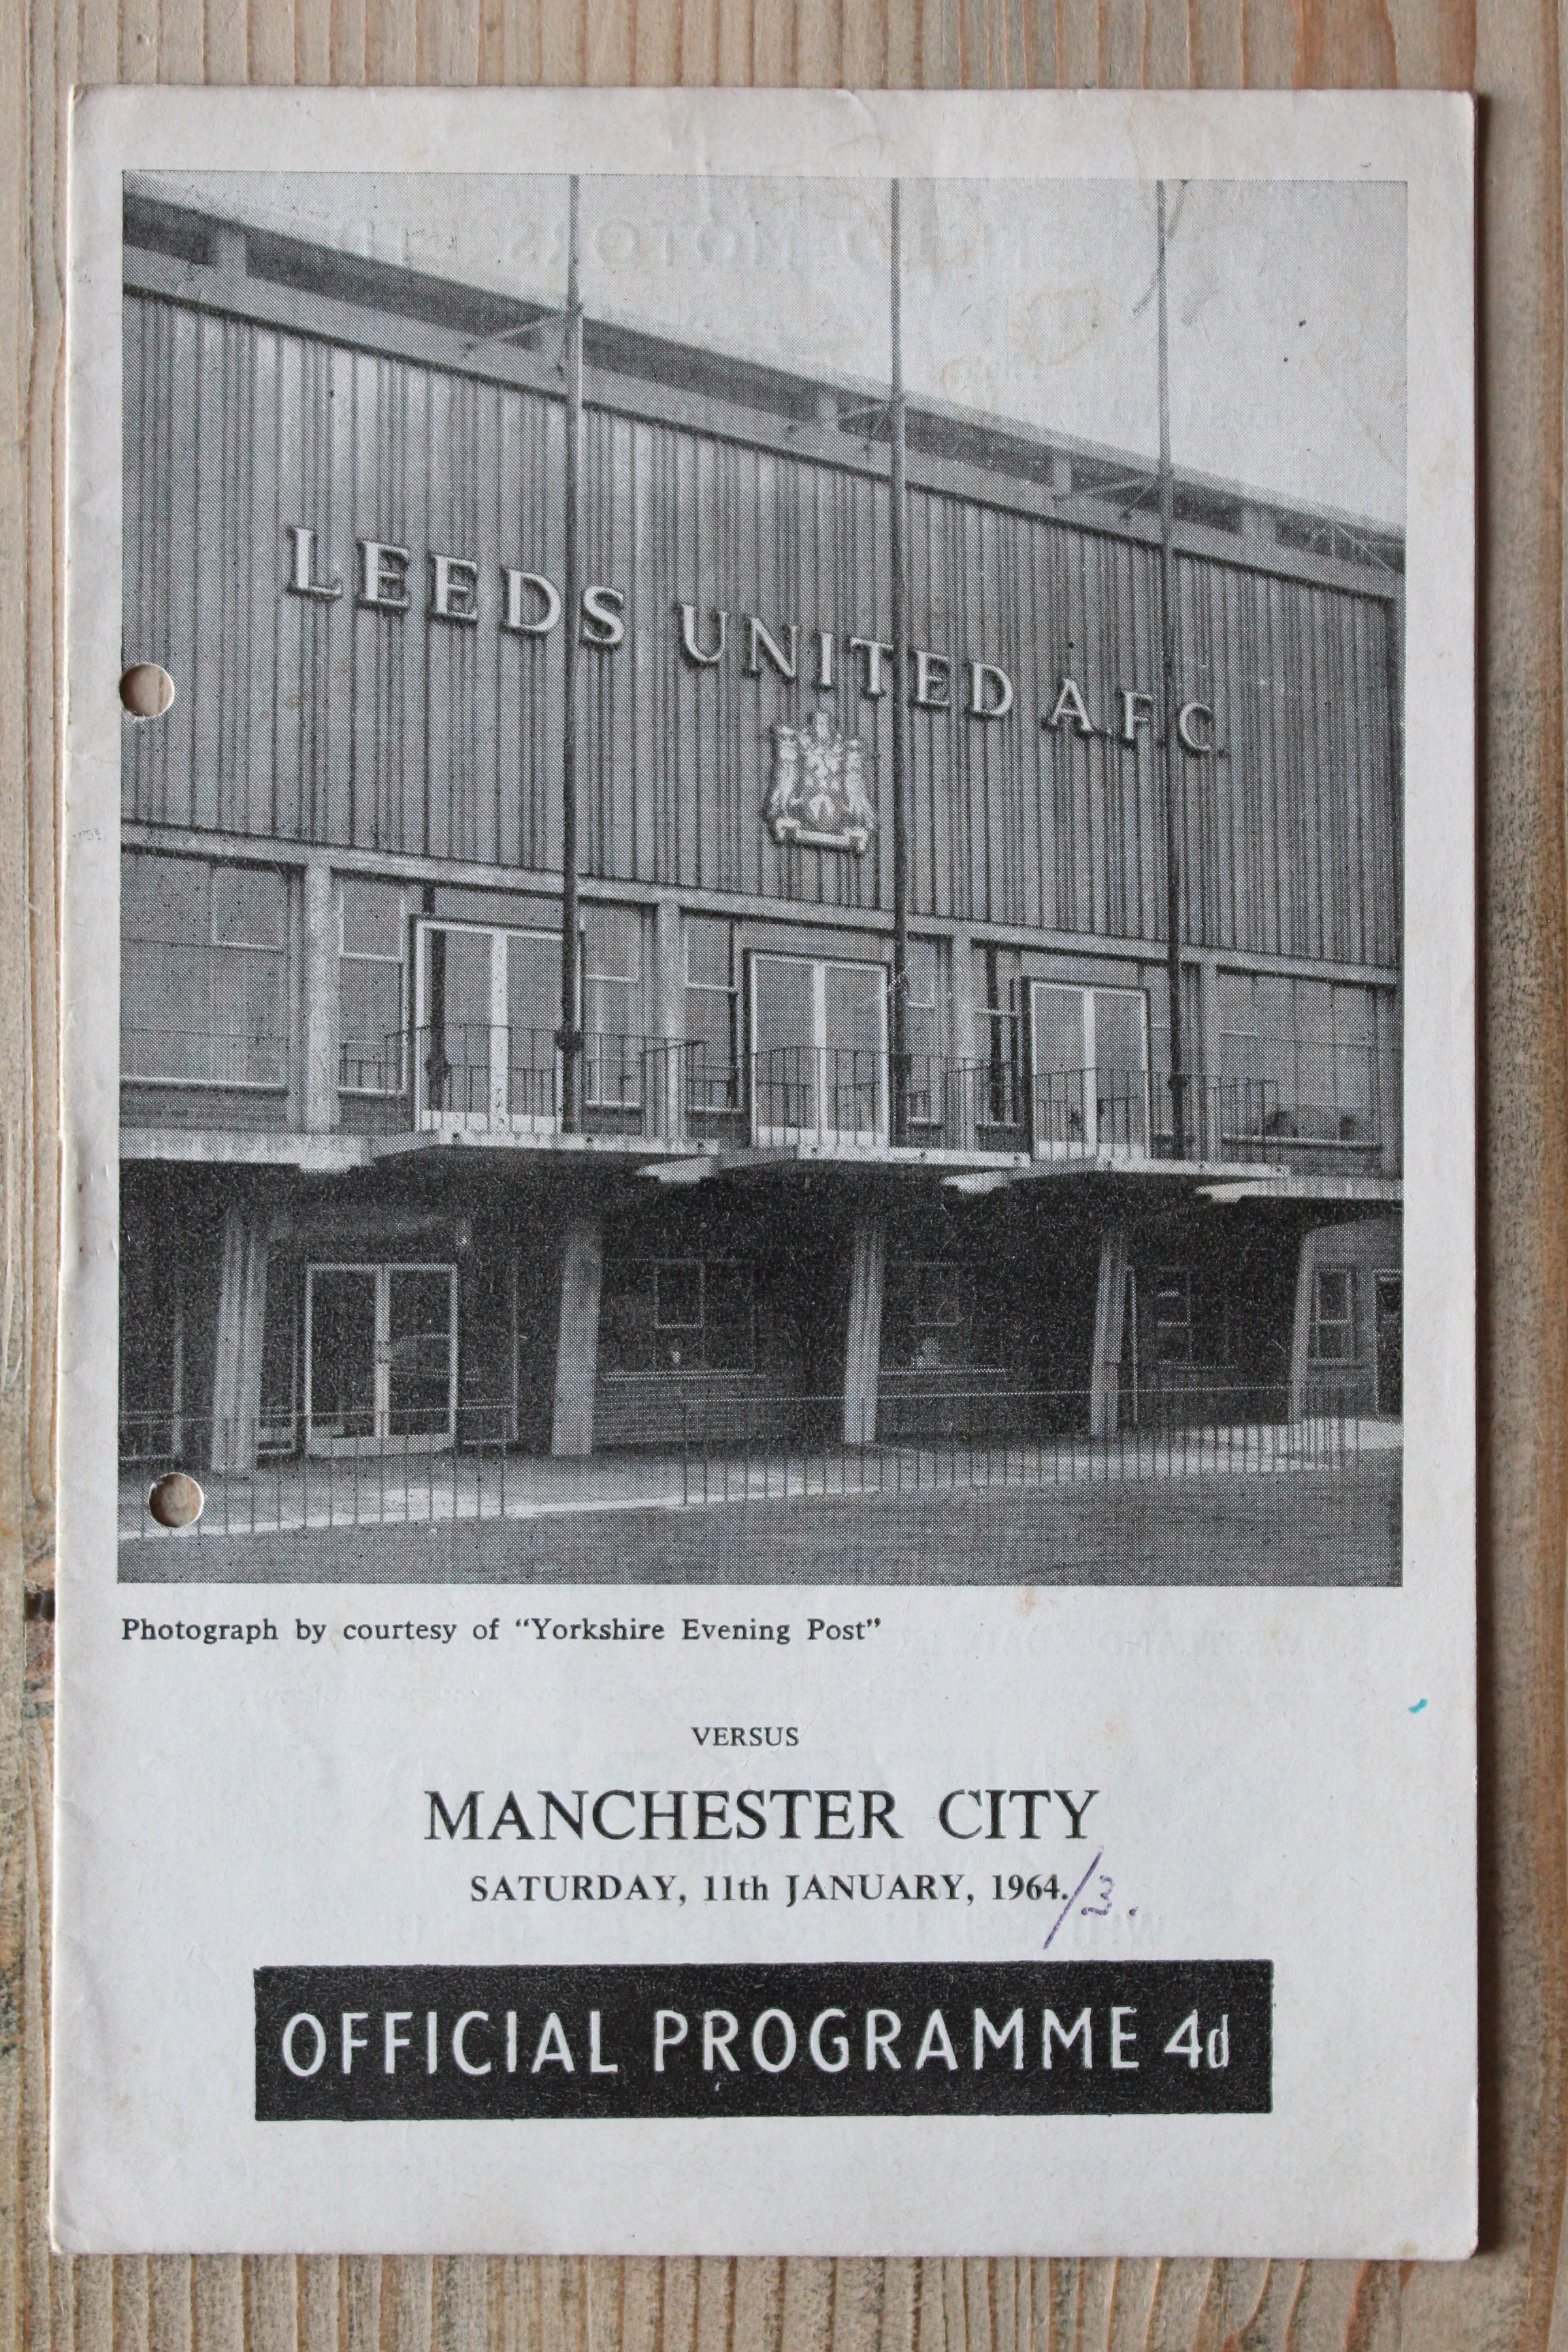 LEEDS UNITED A.F.C.
Photograph by courtesy of “Yorkshire Evening Post”
VERSUS
MANCHESTER CITY
SATURDAY, 11th JANUARY, 1964./3.
OFFICIAL PROGRAMME 4d